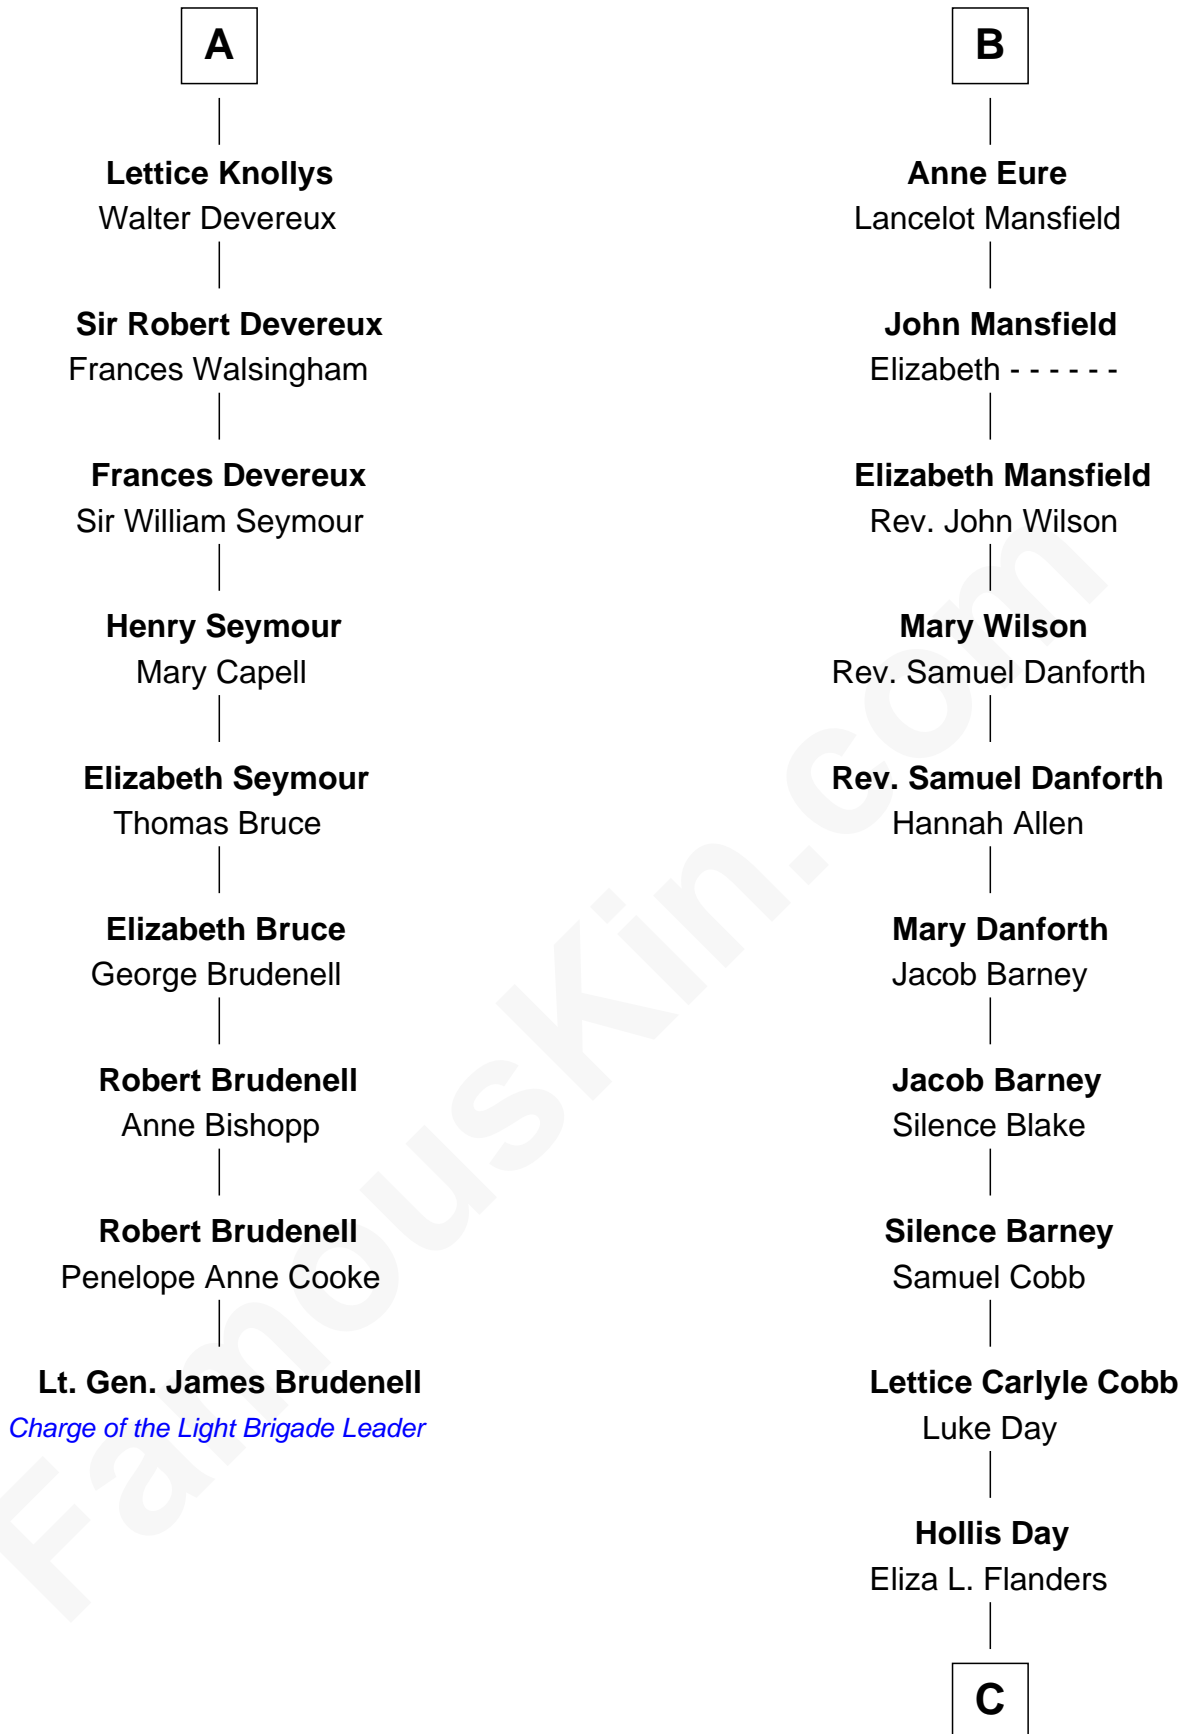 A
Lettice Knollys
Walter Devereux
Sir Robert Devereux
Frances Walsingham
Frances Devereux
Sir William Seymour
Henry Seymour
Mary Capell
Elizabeth Seymour
Thomas Bruce
Elizabeth Bruce
George Brudenell
Robert Brudenell
Anne Bishopp
Robert Brudenell
Penelope Anne Cooke
Lt. Gen. James Brudenell
Charge of the Light Brigade Leader
B
Anne Eure
Lancelot Mansfield
John Mansfield
Elizabeth - - - - - -
Elizabeth Mansfield
Rev. John Wilson
Mary Wilson
Rev. Samuel Danforth
Rev. Samuel Danforth
Hannah Allen
Mary Danforth
Jacob Barney
Jacob Barney
Silence Blake
Silence Barney
Samuel Cobb
Lettice Carlyle Cobb
Luke Day
Hollis Day
Eliza L. Flanders
C
FamousKin.com